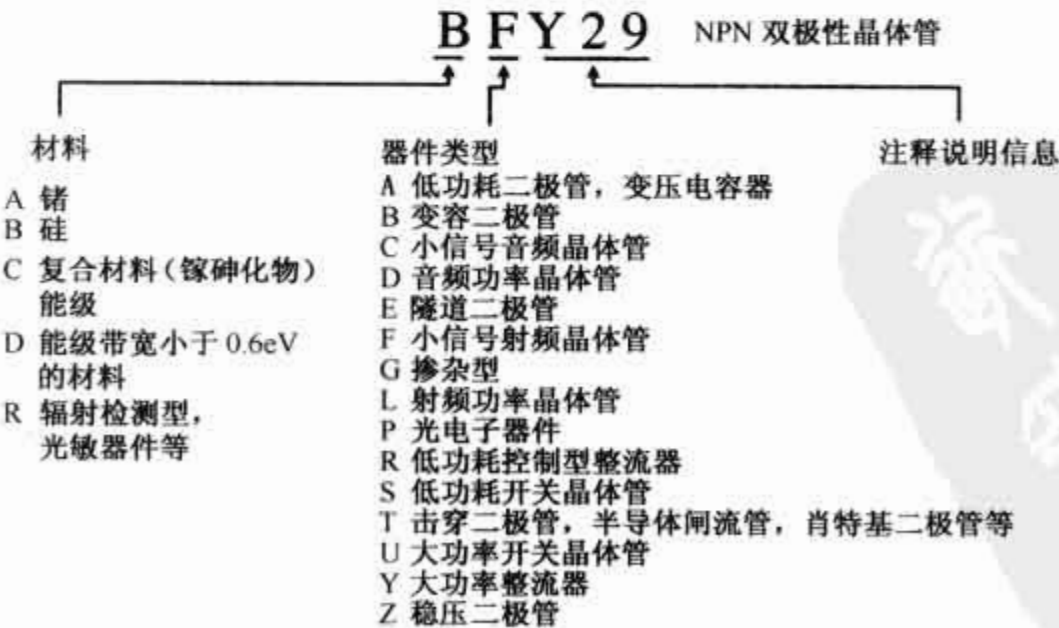 BFY29 NPN 双极性晶体管
材料
A 锗
B 硅
C 复合材料(镓砷化物)
能级
D 能级带宽小于 0.6eV
的材料
R 辐射检测型,
光敏器件等
器件类型
A 低功耗二极管, 变压电容器
B 变容二极管
C 小信号音频晶体管
D 音频功率晶体管
E 隧道二极管
F 小信号射频晶体管
G 掺杂型
L 射频功率晶体管
P 光电子器件
R 低功耗控制型整流器
S 低功耗开关晶体管
T 击穿二极管, 半导体闸流管, 肖特基二极管等
U 大功率开关晶体管
Y 大功率整流器
Z 稳压二极管
注释说明信息